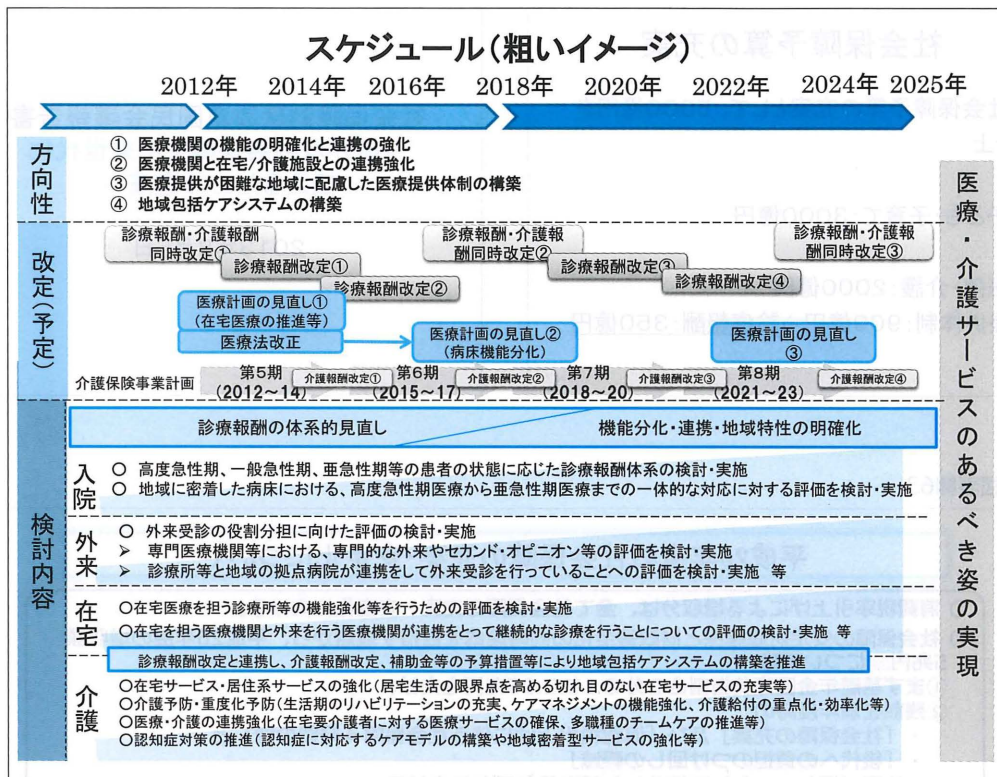 スケジュール(粗いイメージ)
2012年 2014年 2016年 2018年 2020年 2022年 2024年 2025年
方向性
① 医療機関の機能の明確化と連携の強化
② 医療機関と在宅/介護施設との連携強化
③ 医療提供が困難な地域に配慮した医療提供体制の構築
④ 地域包括ケアシステムの構築
改定(予定)
診療報酬・介護報酬
同時改定①
診療報酬改定①
診療報酬改定②
診療報酬・介護報
酬同時改定②
診療報酬改定③
診療報酬改定④
診療報酬・介護報
酬同時改定③
医療計画の見直し①
(在宅医療の推進等)
医療法改正
医療計画の見直し②
(病床機能分化)
医療計画の見直し
③
介護保険事業計画
第5期
(2012~14)
介護報酬改定①
第6期
(2015~17)
介護報酬改定②
第7期
(2018~20)
介護報酬改定③
第8期
(2021~23)
介護報酬改定④
検討内容
診療報酬の体系的見直し
機能分化・連携・地域特性の明確化
入院
○ 高度急性期、一般急性期、亜急性期等の患者の状態に応じた診療報酬体系の検討・実施
○ 地域に密着した病床における、高度急性期医療から亜急性期医療までの一体的な対応に対する評価を検討・実施
外来
○ 外来受診の役割分担に向けた評価の検討・実施
➢ 専門医療機関等における、専門的な外来やセカンド・オピニオン等の評価を検討・実施
➢ 診療所等と地域の拠点病院が連携をして外来受診を行っていることへの評価を検討・実施 等
在宅
○在宅医療を担う診療所等の機能強化等を行うための評価を検討・実施
○在宅を担う医療機関と外来を行う医療機関が連携をとって継続的な診療を行うことについての評価の検討・実施 等
診療報酬改定と連携し、介護報酬改定、補助金等の予算措置等により地域包括ケアシステムの構築を推進
介護
○在宅サービス・居住系サービスの強化(居宅生活の限界点を高める切れ目のない在宅サービスの充実等)
○介護予防・重度化予防(生活期のリハビリテーションの充実、ケアマネジメントの機能強化、介護給付の重点化・効率化等)
○医療・介護の連携強化(在宅要介護者に対する医療サービスの確保、多職種のチームケアの推進等)
○認知症対策の推進(認知症に対応するケアモデルの構築や地域密着型サービスの強化等)
医療・介護サービスのあるべき姿の実現